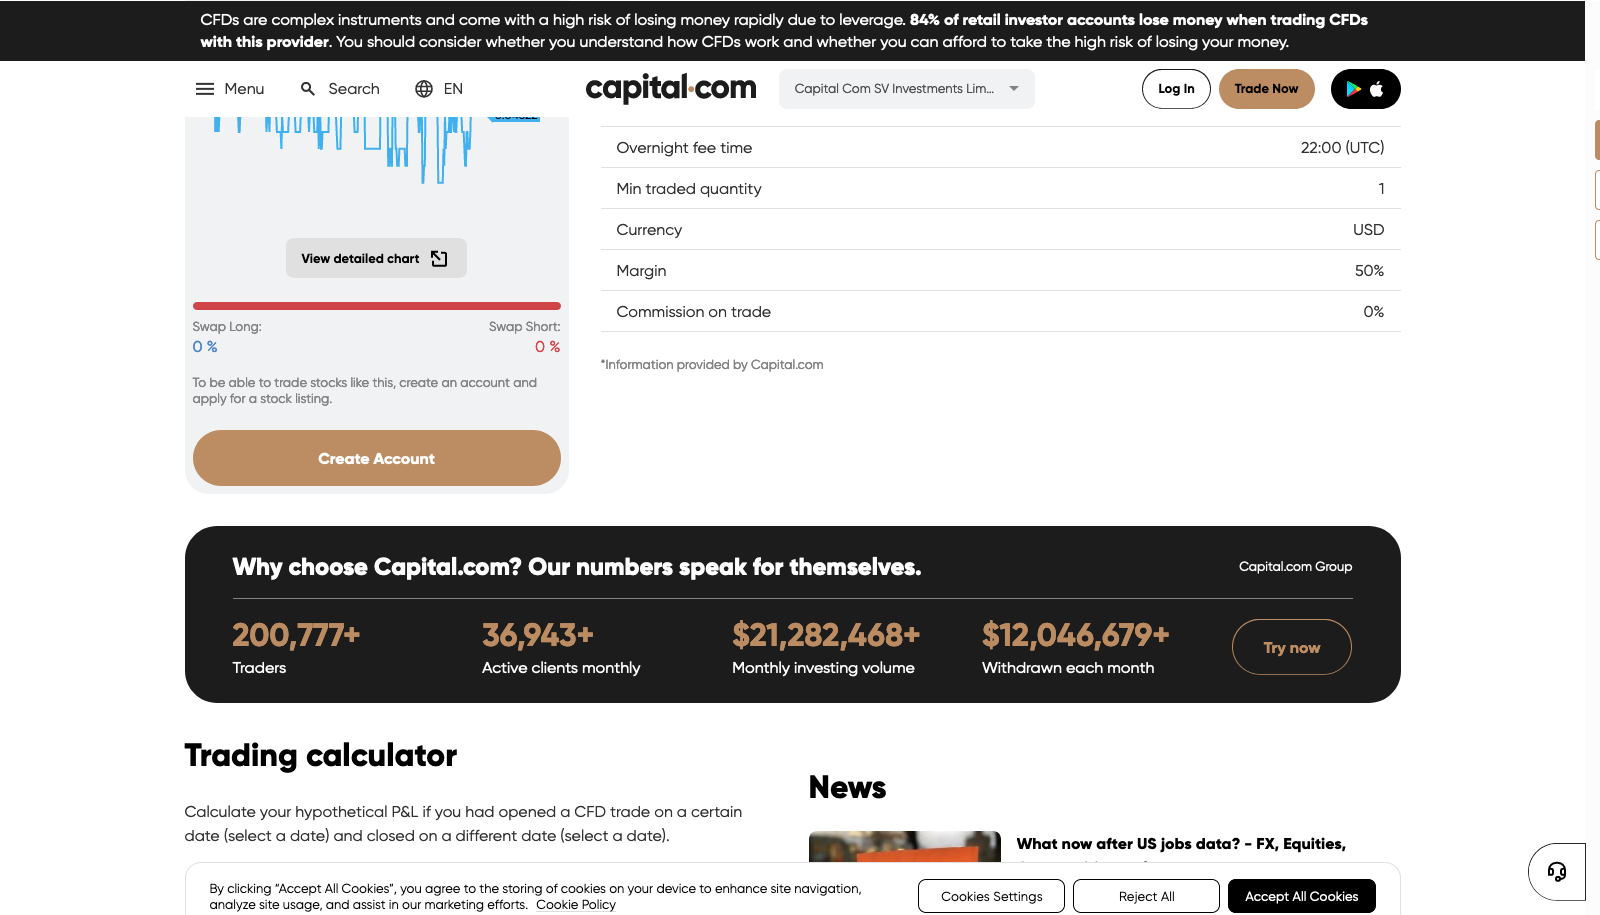 CFDs are complex instruments and come with a high risk of losing money rapidly due to leverage. 84% of retail investor accounts lose money when trading CFDs
with this provider. You should consider whether you understand how CFDs work and whether you can afford to take the high risk of losing your money.
Menu Search EN capital.com Capital Com SV Investments Lim... Log In Trade Now
Overnight fee time 22:00 (UTC)
Min traded quantity 1
Currency USD
Margin 50%
Commission on trade 0%
*Information provided by Capital.com
View detailed chart
Swap Long: Swap Short:
0 % 0 %
To be able to trade stocks like this, create an account and
apply for a stock listing.
Create Account
Why choose Capital.com? Our numbers speak for themselves. Capital.com Group
200,777+ 36,943+ $21,282,468+ $12,046,679+
Traders Active clients monthly Monthly investing volume Withdrawn each month
Try now
Trading calculator
Calculate your hypothetical P&L if you had opened a CFD trade on a certain
date (select a date) and closed on a different date (select a date).
News
What now after US jobs data? - FX, Equities,
By clicking “Accept All Cookies”, you agree to the storing of cookies on your device to enhance site navigation,
analyze site usage, and assist in our marketing efforts. Cookie Policy
Cookies Settings Reject All Accept All Cookies